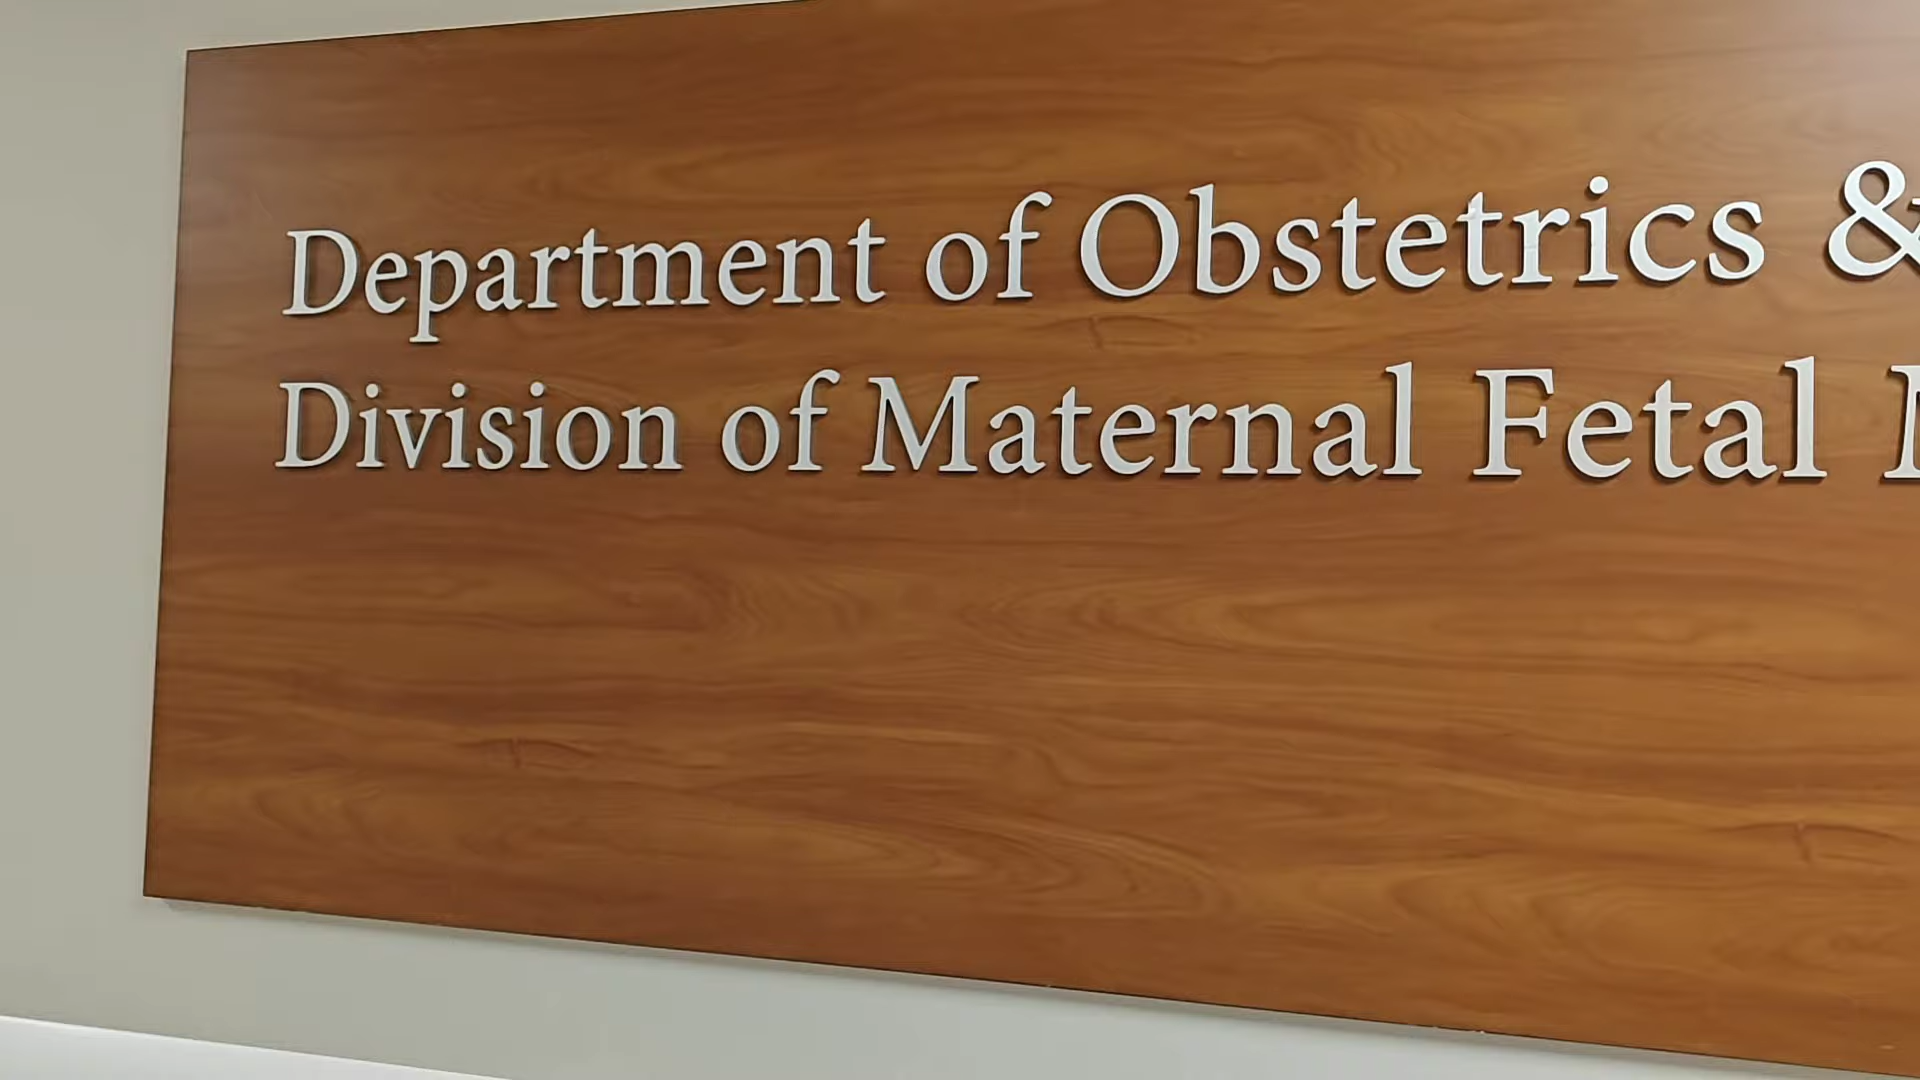 Department of Obstetrics &
Division of Maternal Fetal